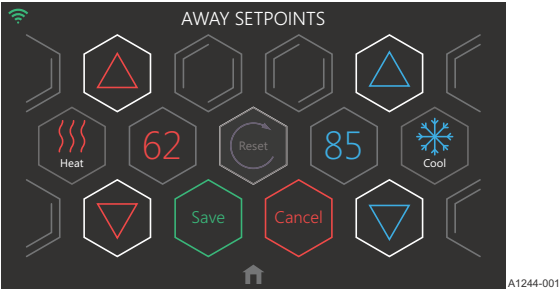 AWAY SETPOINTS
Heat
62
Reset
85
Cool
Save
Cancel
A1244-001